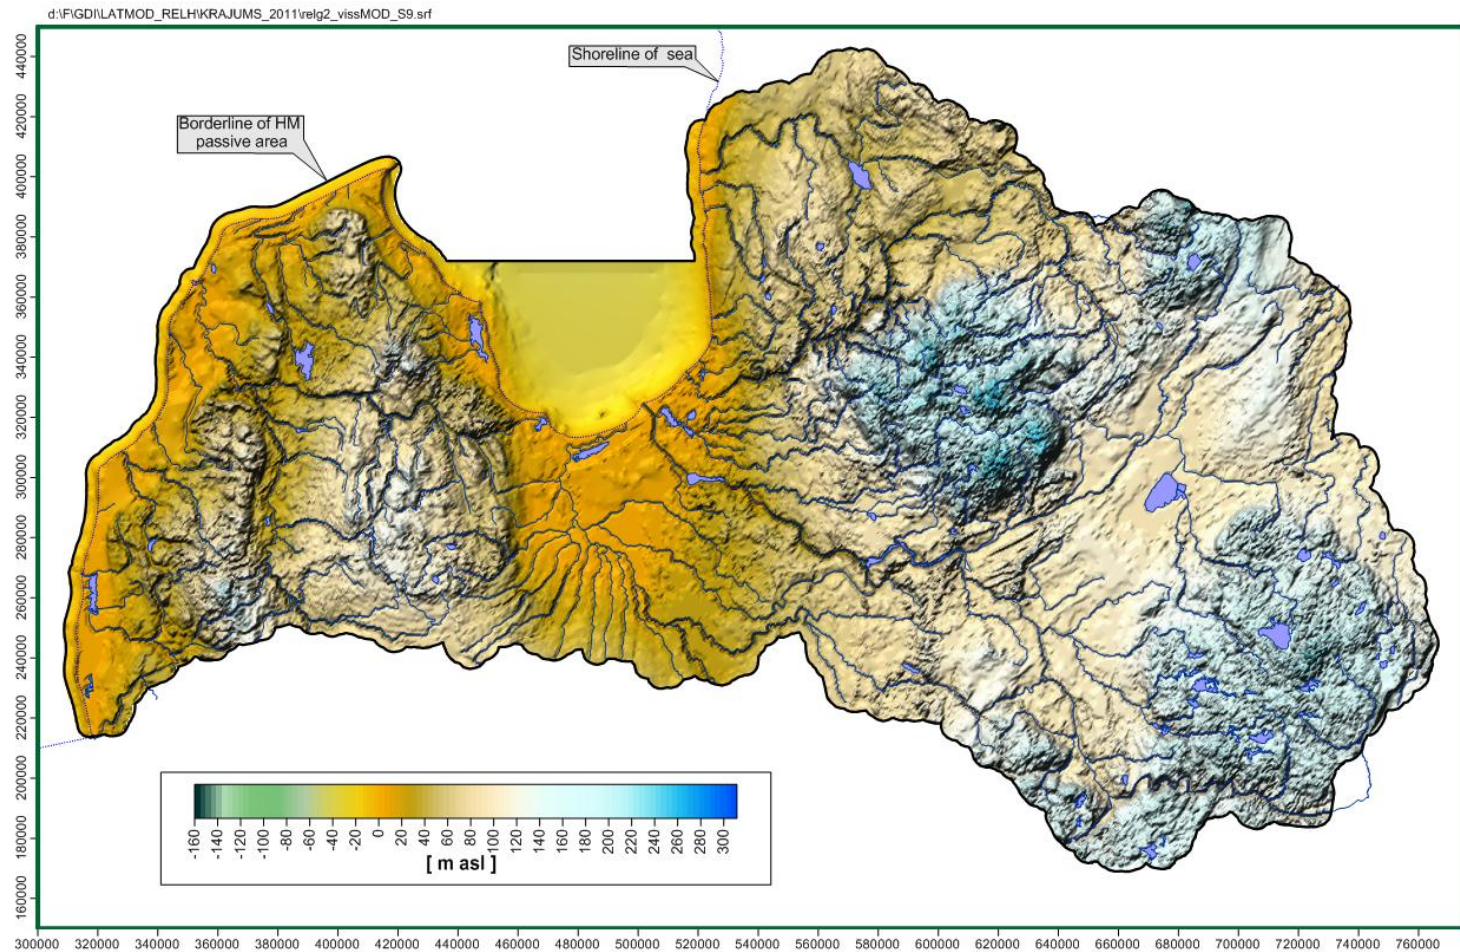 d:\F\GDI\LATMOD_RELH\KRAJUMS_2011\relg2_vissMOD_S9.srf
Shoreline of sea
Borderline of HM
passive area
440000
420000
400000
380000
360000
340000
320000
300000
280000
260000
240000
220000
200000
180000
160000
-160 -140 -120 -100 -80 -60 -40 -20 0 20 40 60 80 100 120 140 160 180 200 220 240 260 280 300
[ m asl ]
300000 320000 340000 360000 380000 400000 420000 440000 460000 480000 500000 520000 540000 560000 580000 600000 620000 640000 660000 680000 700000 720000 740000 760000